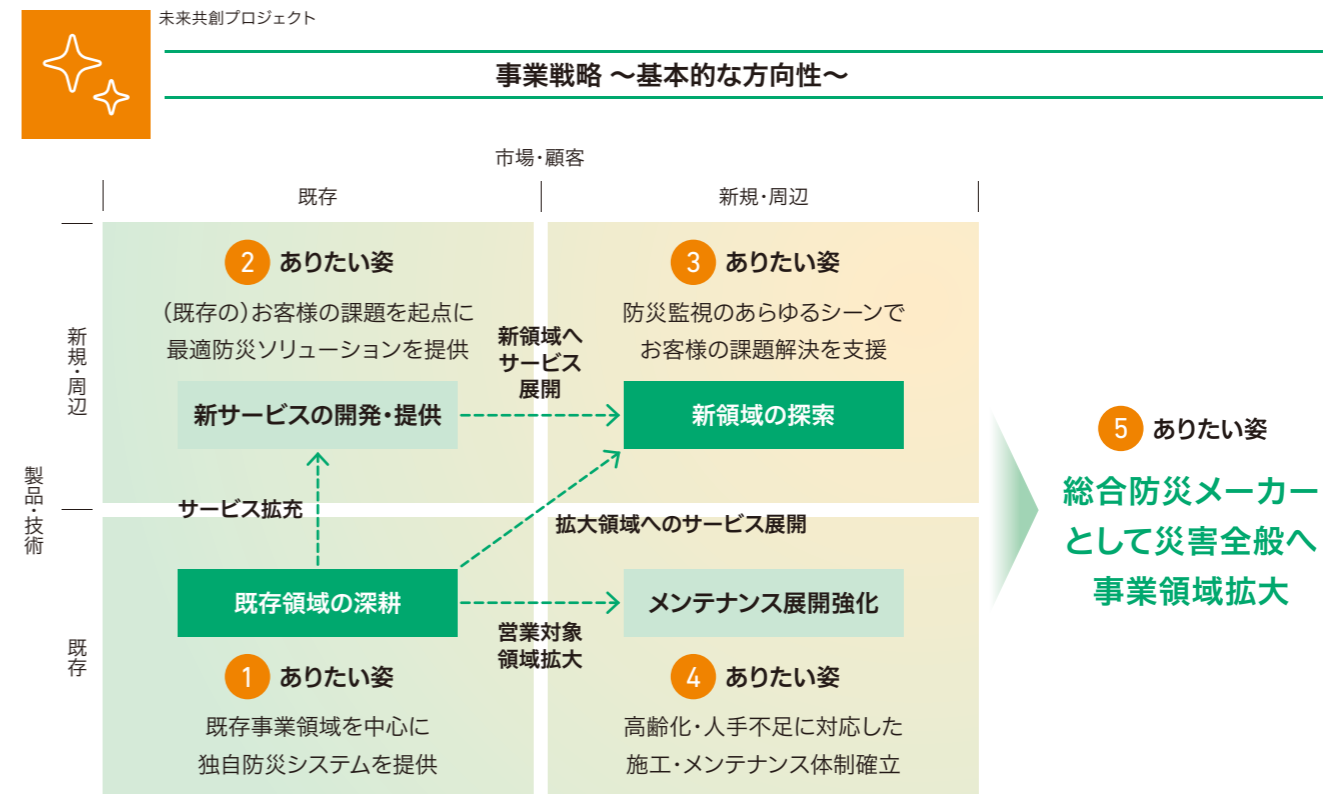 未来共創プロジェクト
事業戦略 ～基本的な方向性～
市場・顧客
既存
新規・周辺
製品・技術
新規・周辺
2 ありたい姿
（既存の）お客様の課題を起点に
最適防災ソリューションを提供
新サービスの開発・提供
新領域へ
サービス
展開
3 ありたい姿
防災監視のあらゆるシーンで
お客様の課題解決を支援
新領域の探索
サービス拡充
拡大領域へのサービス展開
既存
既存領域の深耕
1 ありたい姿
既存事業領域を中心に
独自防災システムを提供
営業対象
領域拡大
メンテナンス展開強化
4 ありたい姿
高齢化・人手不足に対応した
施工・メンテナンス体制確立
5 ありたい姿
総合防災メーカー
として災害全般へ
事業領域拡大